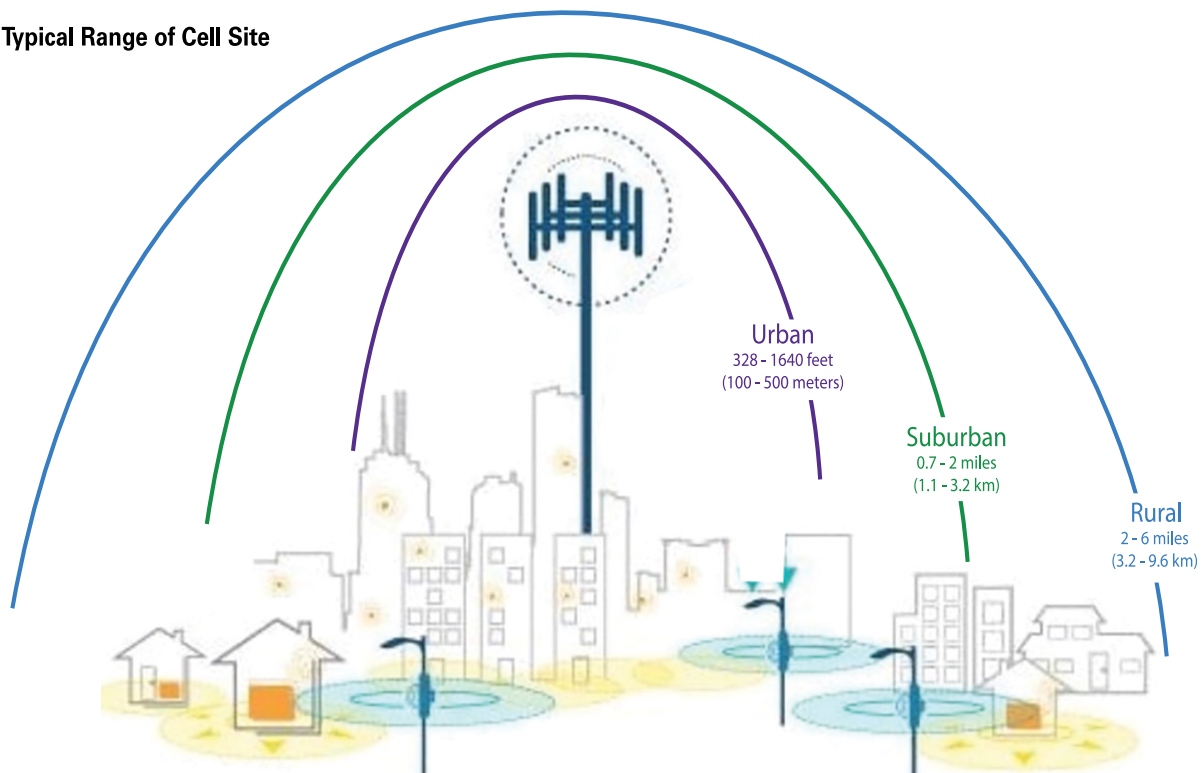 Typical Range of Cell Site
Urban
328 - 1640 feet
(100 - 500 meters)
Suburban
0.7 - 2 miles
(1.1 - 3.2 km)
Rural
2 - 6 miles
(3.2 - 9.6 km)